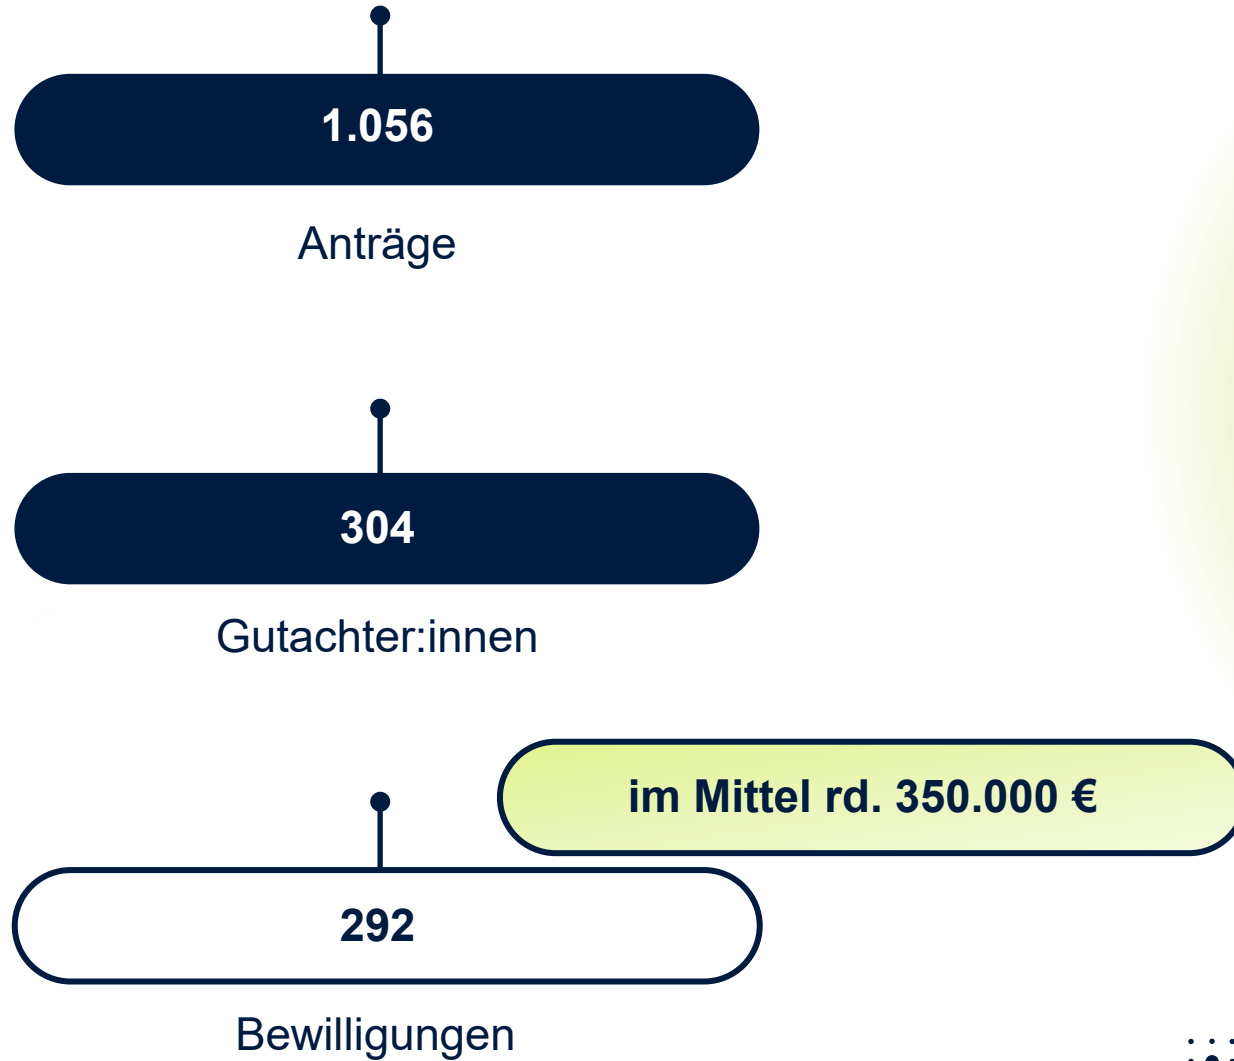 1.056
Anträge
304
Gutachter:innen
im Mittel rd. 350.000 €
292
Bewilligungen